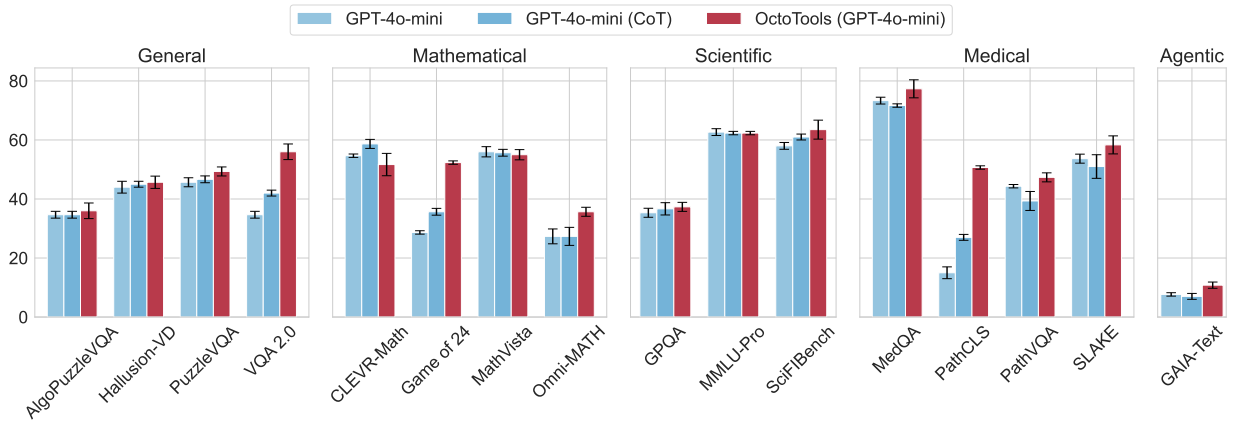 GPT-4o-mini GPT-4o-mini (CoT) OctoTools (GPT-4o-mini)
General Mathematical Scientific Medical Agentic
80
60
40
20
0
AlgoPuzzleVQA Hallusion-VD PuzzleVQA VQA 2.0 CLEVR-Math Game of 24 MathVista Omni-MATH GPQA MMLU-Pro SciFIBench MedQA PathCLS PathVQA SLAKE GAIA-Text